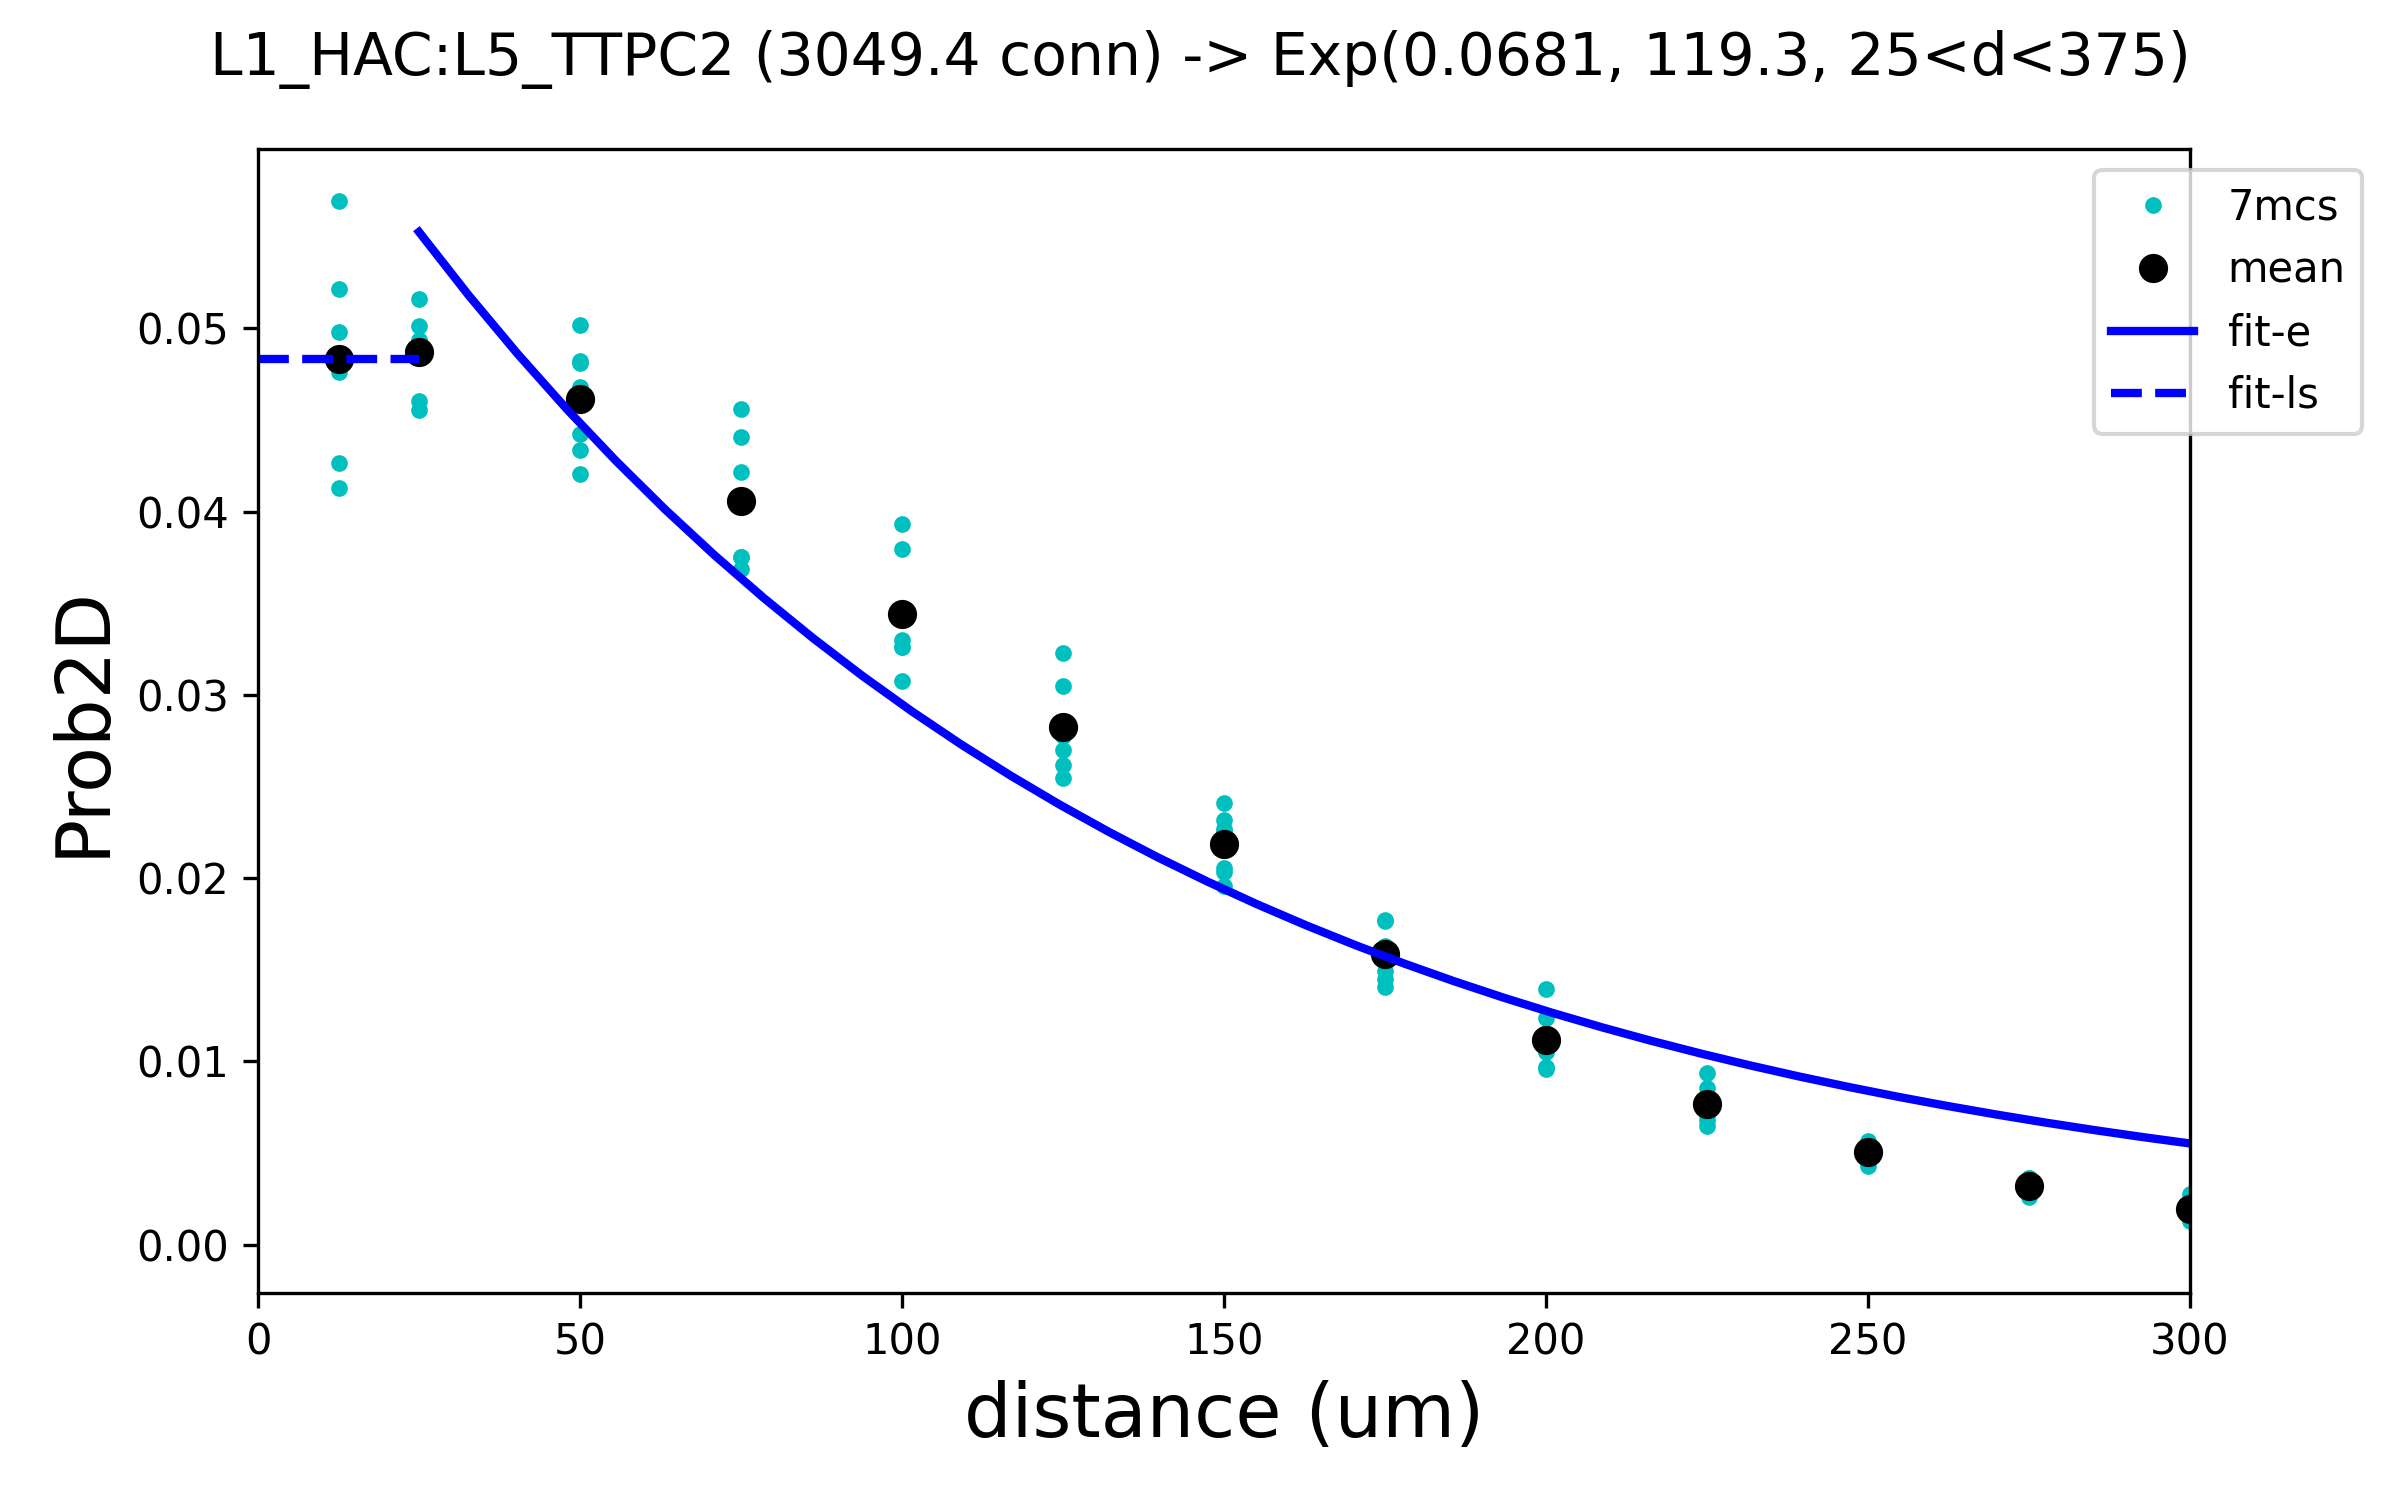 L1_HAC:L5_TTPC2 (3049.4 conn) -> Exp(0.0681, 119.3, 25<d<375)
7mcs
mean
fit-e
fit-ls
Prob2D
0.05
0.04
0.03
0.02
0.01
0.00
0 50 100 150 200 250 300
distance (um)